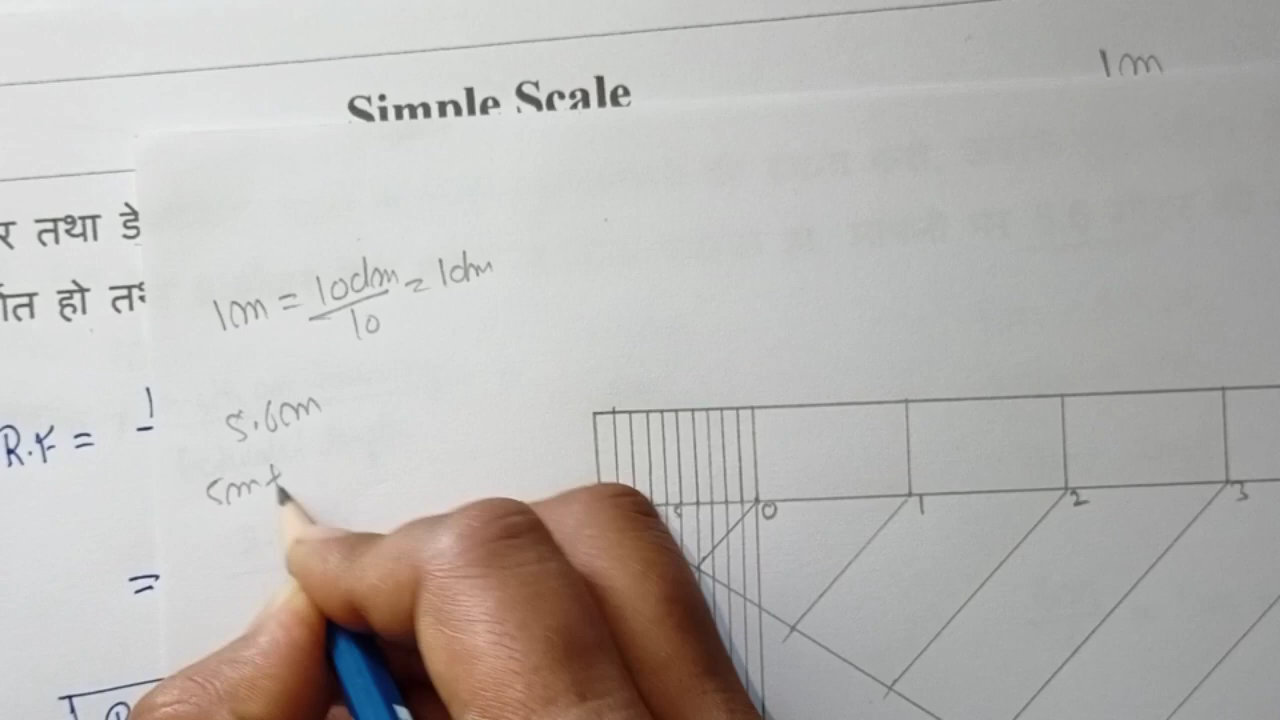 1m
Simple Scale
र तथा डे
र्शित हो त
1m = 10dm/10 = 1dm
R.F = 1
5.6m
5m+
=
0 1 2 3